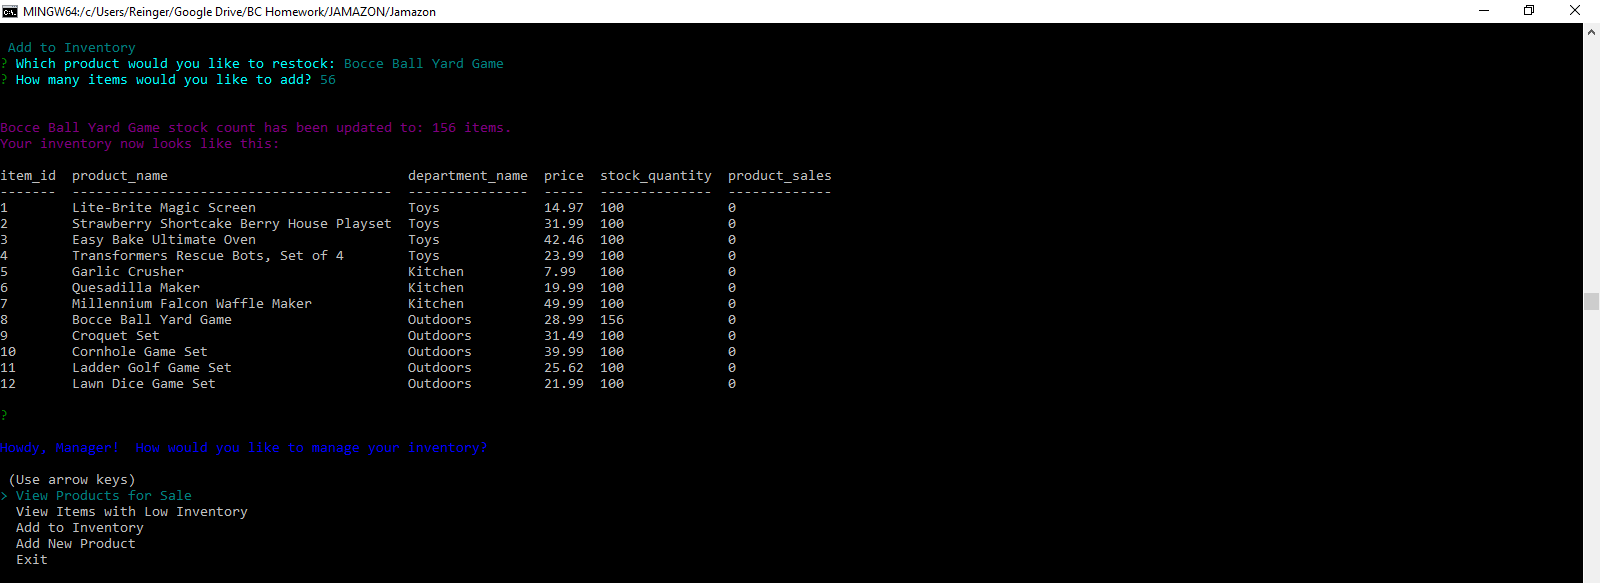 MINGW64:/c/Users/Reinger/Google Drive/BC Homework/JAMAZON/Jamazon
Add to Inventory
? Which product would you like to restock: Bocce Ball Yard Game
? How many items would you like to add? 56
Bocce Ball Yard Game stock count has been updated to: 156 items.
Your inventory now looks like this:
item_id  product_name                              department_name  price  stock_quantity  product_sales
-------  ----------------------------------------  ---------------  -----  --------------  -------------
1        Lite-Brite Magic Screen                   Toys             14.97  100             0
2        Strawberry Shortcake Berry House Playset  Toys             31.99  100             0
3        Easy Bake Ultimate Oven                   Toys             42.46  100             0
4        Transformers Rescue Bots, Set of 4        Toys             23.99  100             0
5        Garlic Crusher                            Kitchen          7.99   100             0
6        Quesadilla Maker                          Kitchen          19.99  100             0
7        Millennium Falcon Waffle Maker            Kitchen          49.99  100             0
8        Bocce Ball Yard Game                      Outdoors         28.99  156             0
9        Croquet Set                               Outdoors         31.49  100             0
10       Cornhole Game Set                         Outdoors         39.99  100             0
11       Ladder Golf Game Set                      Outdoors         25.62  100             0
12       Lawn Dice Game Set                        Outdoors         21.99  100             0
?
Howdy, Manager!  How would you like to manage your inventory?
(Use arrow keys)
> View Products for Sale
View Items with Low Inventory
Add to Inventory
Add New Product
Exit